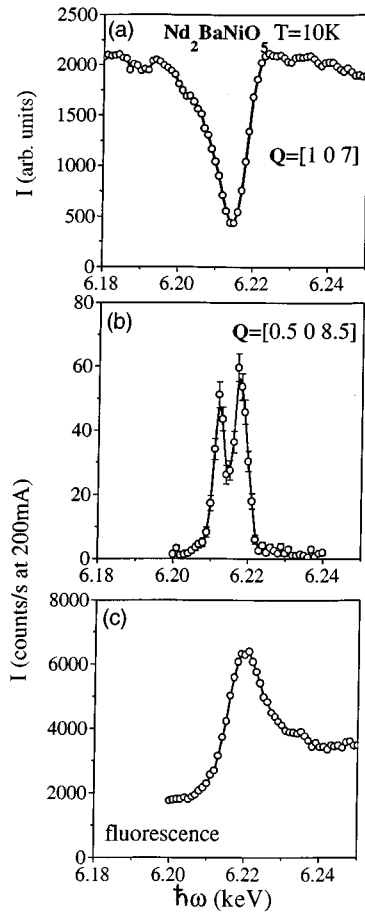 (a) Nd2BaNiO5 T=10K
2500
2000
1500
1000
500
0
I (arb. units)
Q=[1 0 7]
6.18 6.20 6.22 6.24
(b) Q=[0.5 0 8.5]
80
60
40
20
0
6.18 6.20 6.22 6.24
I (counts/s at 200mA)
(c)
8000
6000
4000
2000
0
fluorescence
6.18 6.20 6.22 6.24
ħω (keV)